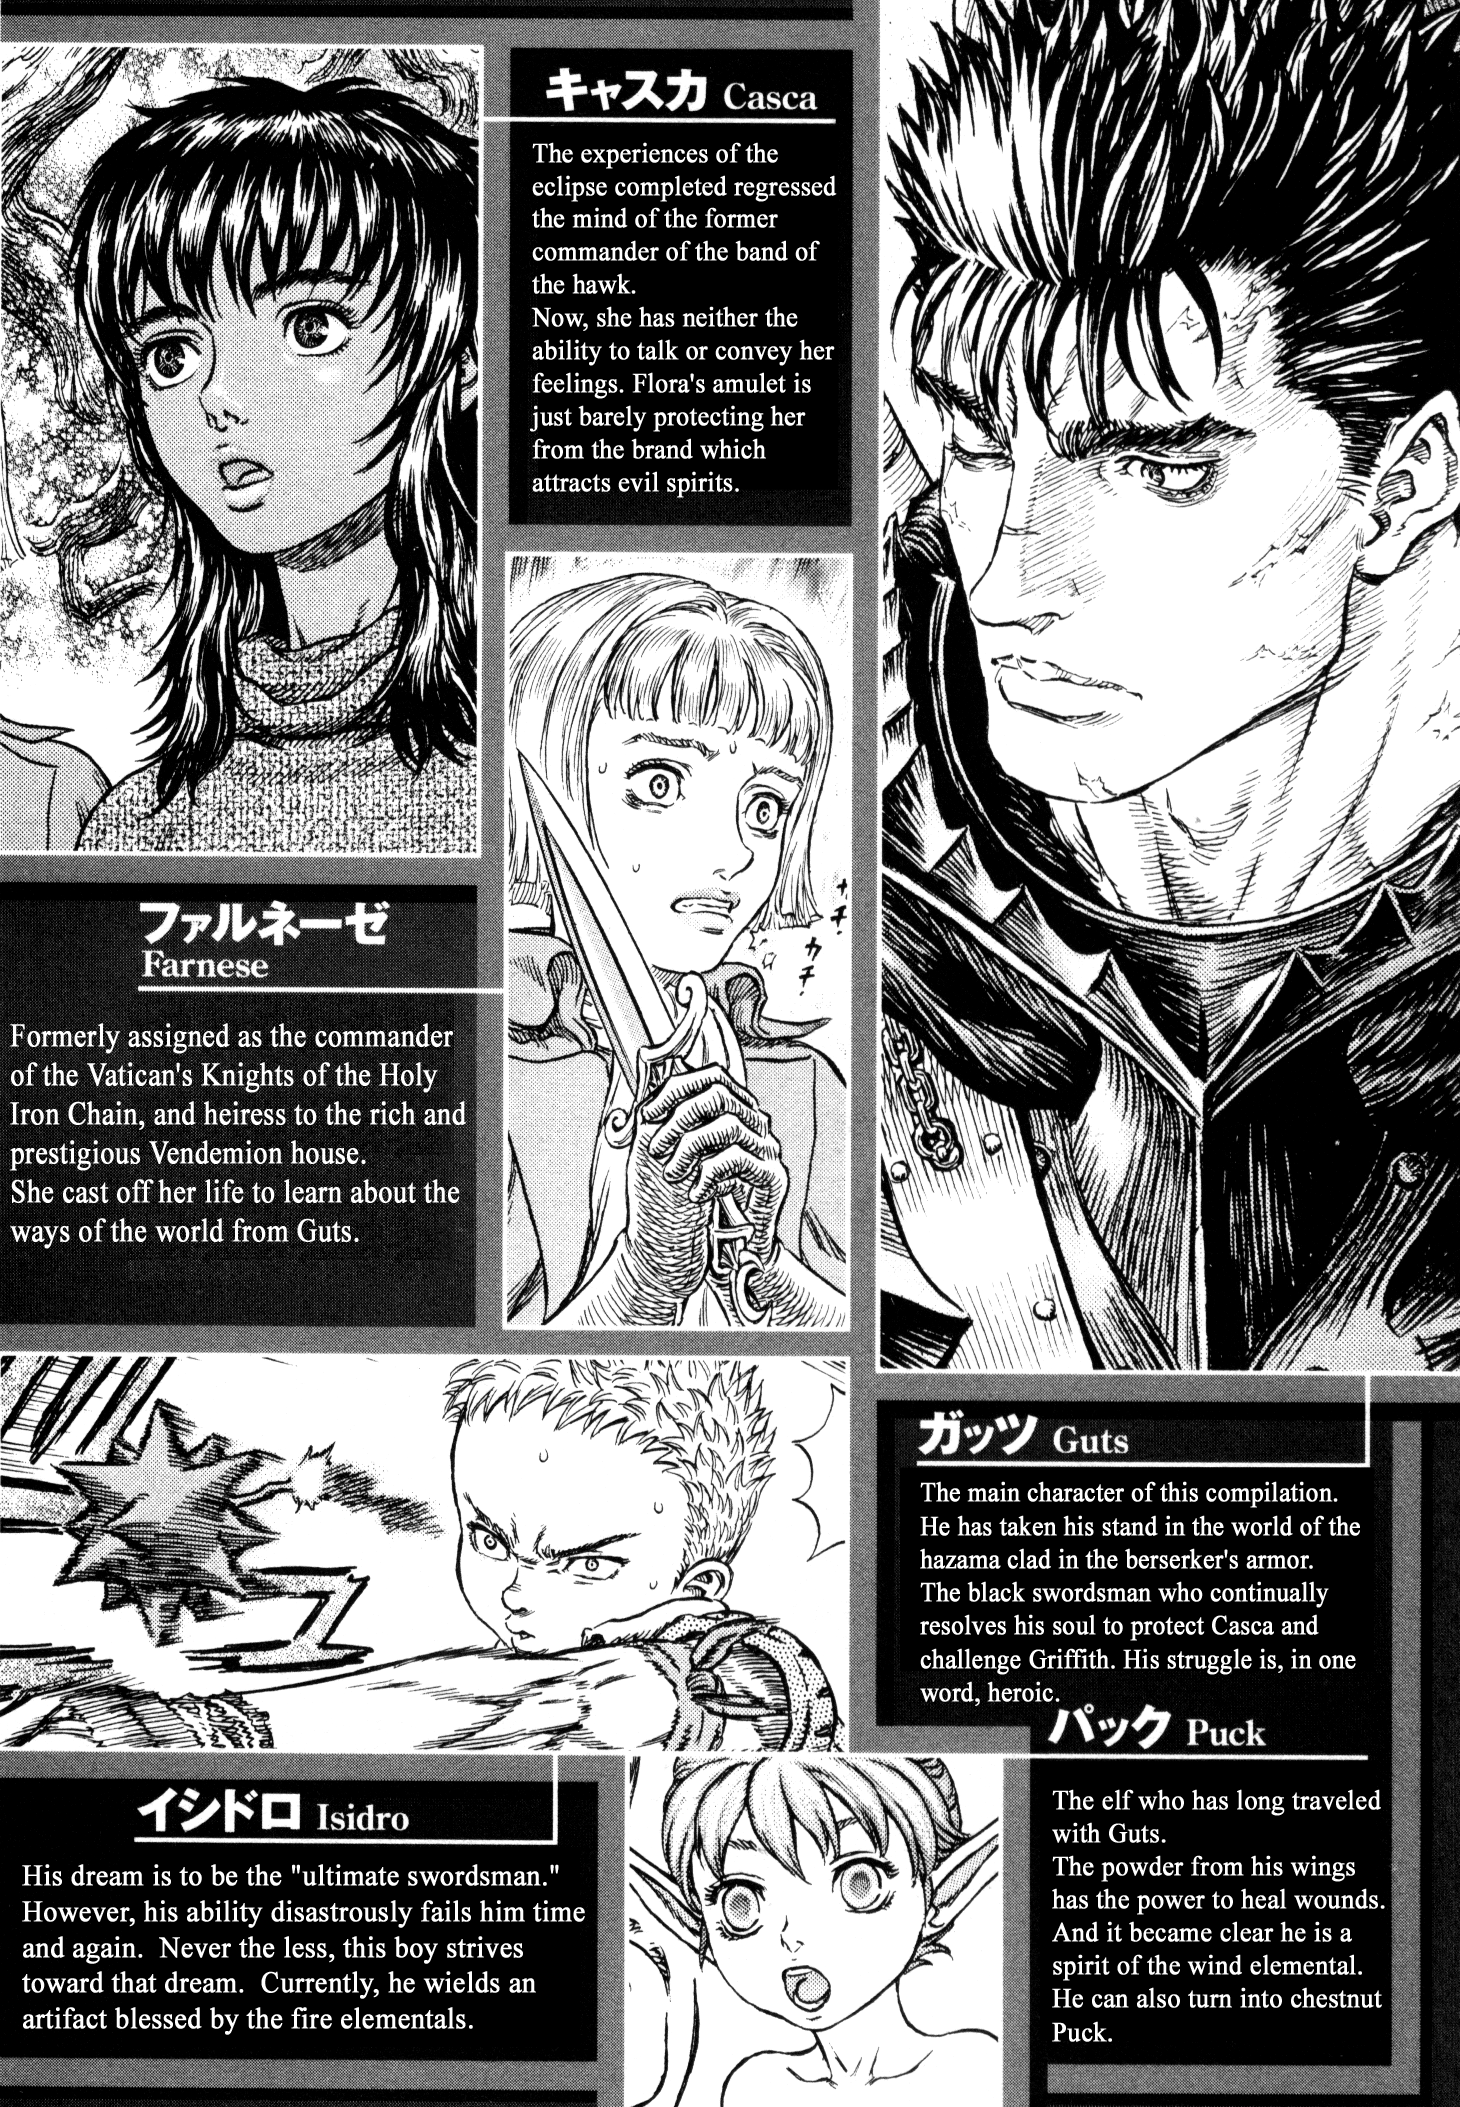 キャスカ Casca
The experiences of the
eclipse completed regressed
the mind of the former
commander of the band of
the hawk.
Now, she has neither the
ability to talk or convey her
feelings. Flora's amulet is
just barely protecting her
from the brand which
attracts evil spirits.
ファルネーゼ
Farnese
Formerly assigned as the commander
of the Vatican's Knights of the Holy
Iron Chain, and heiress to the rich and
prestigious Vendemion house.
She cast off her life to learn about the
ways of the world from Guts.
カチ
カチ
ガッツ Guts
The main character of this compilation.
He has taken his stand in the world of the
hazama clad in the berserker's armor.
The black swordsman who continually
resolves his soul to protect Casca and
challenge Griffith. His struggle is, in one
word, heroic.
イシドロ Isidro
His dream is to be the "ultimate swordsman."
However, his ability disastrously fails him time
and again.  Never the less, this boy strives
toward that dream.  Currently, he wields an
artifact blessed by the fire elementals.
パック Puck
The elf who has long traveled
with Guts.
The powder from his wings
has the power to heal wounds.
And it became clear he is a
spirit of the wind elemental.
He can also turn into chestnut
Puck.